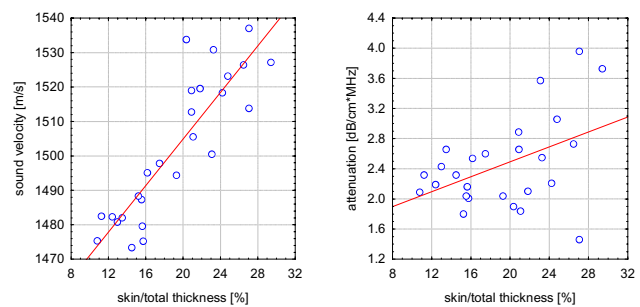 1540
1530
1520
1510
1500
1490
1480
1470
sound velocity [m/s]
8 12 16 20 24 28 32
skin/total thickness [%]
4.4
4.0
3.6
3.2
2.8
2.4
2.0
1.6
1.2
attenuation [dB/cm*MHz]
8 12 16 20 24 28 32
skin/total thickness [%]